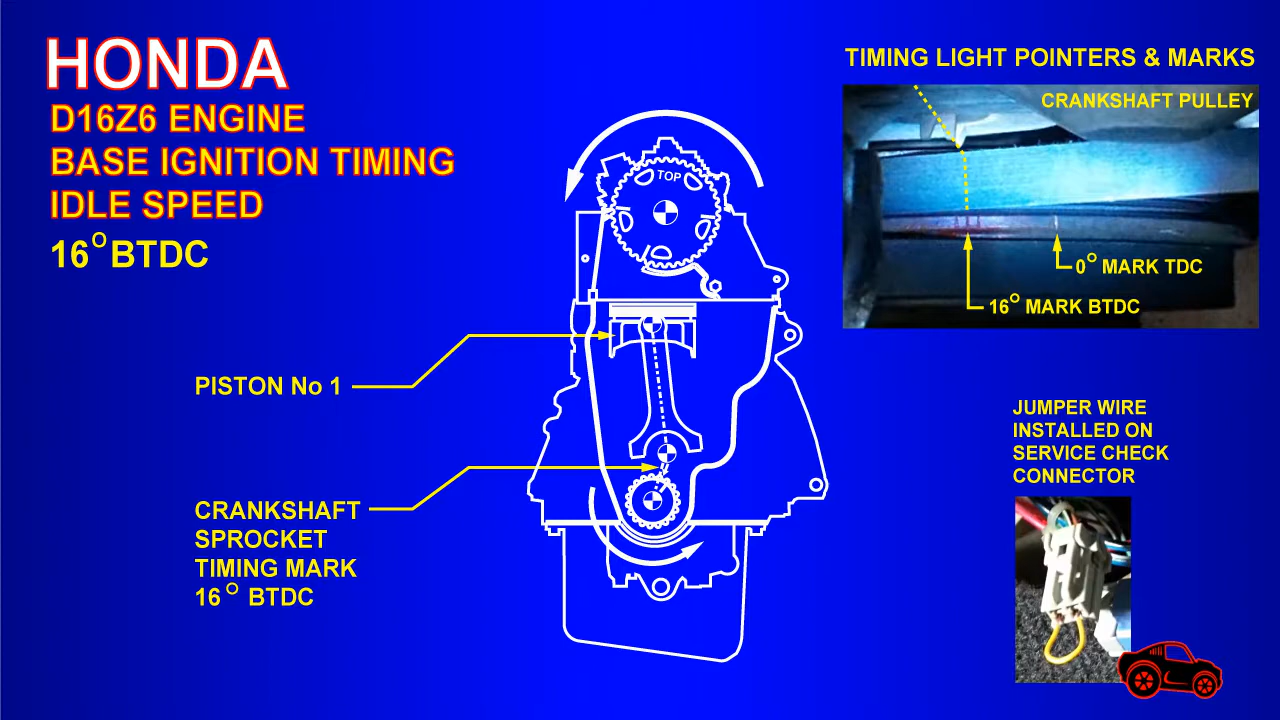 HONDA
D16Z6 ENGINE
BASE IGNITION TIMING
IDLE SPEED
16° BTDC
TIMING LIGHT POINTERS & MARKS
CRANKSHAFT PULLEY
0° MARK TDC
16° MARK BTDC
TOP
PISTON No 1
CRANKSHAFT
SPROCKET
TIMING MARK
16° BTDC
JUMPER WIRE
INSTALLED ON
SERVICE CHECK
CONNECTOR